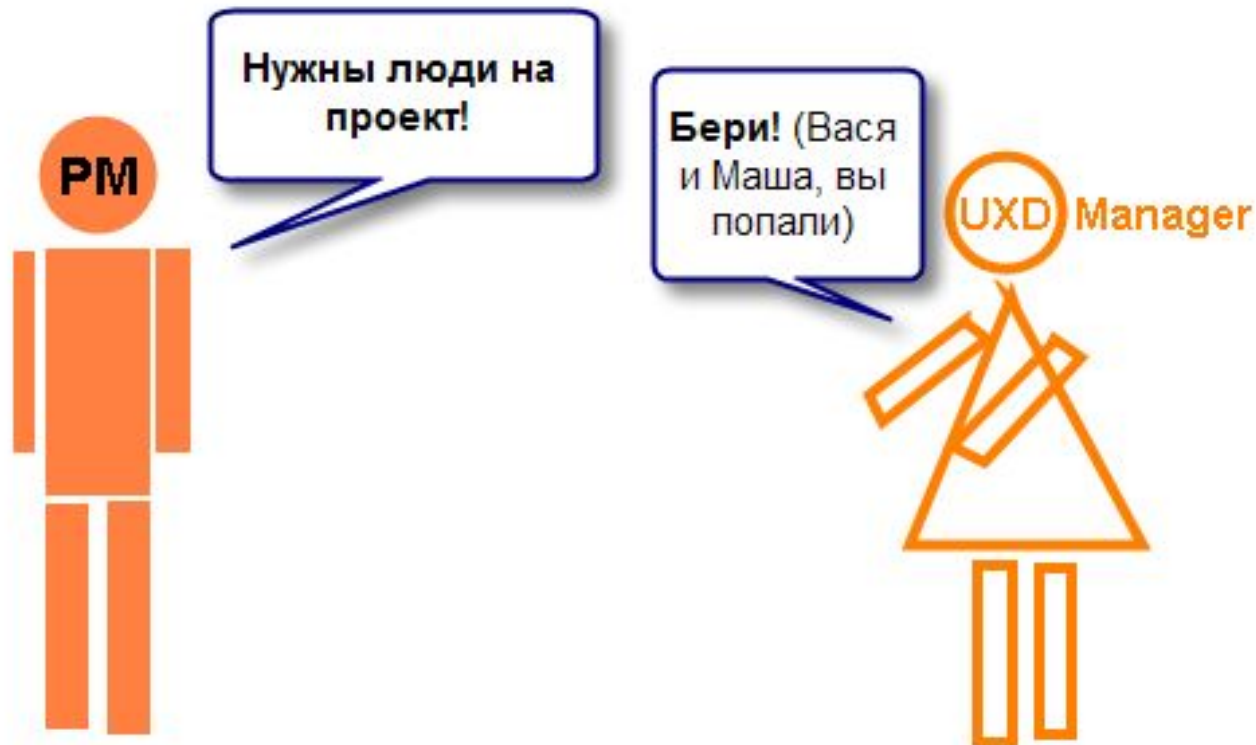 PM
Нужны люди на
проект!
Бери! (Вася
и Маша, вы
попали)
UXD Manager